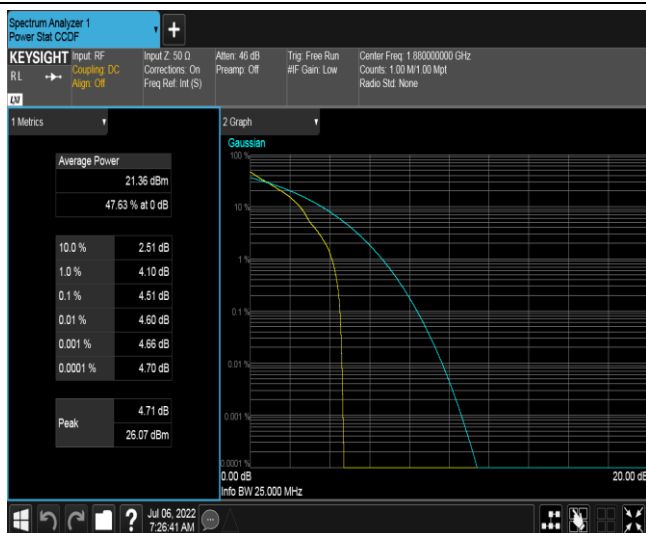 Spectrum Analyzer 1
Power Stat CCDF
+
KEYSIGHT
Input: RF
Coupling: DC
Align: Off
Input Z: 50 Ω
Corrections: On
Freq Ref: Int (S)
Atten: 46 dB
Preamp: Off
Trig: Free Run
#IF Gain: Low
Center Freq: 1.880000000 GHz
Counts: 1.00 M/1.00 Mpt
Radio Std: None
R L
LXI
1 Metrics
Average Power
21.36 dBm
47.63 % at 0 dB
10.0 % 2.51 dB
1.0 % 4.10 dB
0.1 % 4.51 dB
0.01 % 4.60 dB
0.001 % 4.66 dB
0.0001 % 4.70 dB
Peak
4.71 dB
26.07 dBm
2 Graph
Gaussian
100 %
10 %
1 %
0.1 %
0.01 %
0.001 %
0.0001 %
0.00 dB
20.00 dB
Info BW 25.000 MHz
?
Jul 06, 2022
7:26:41 AM